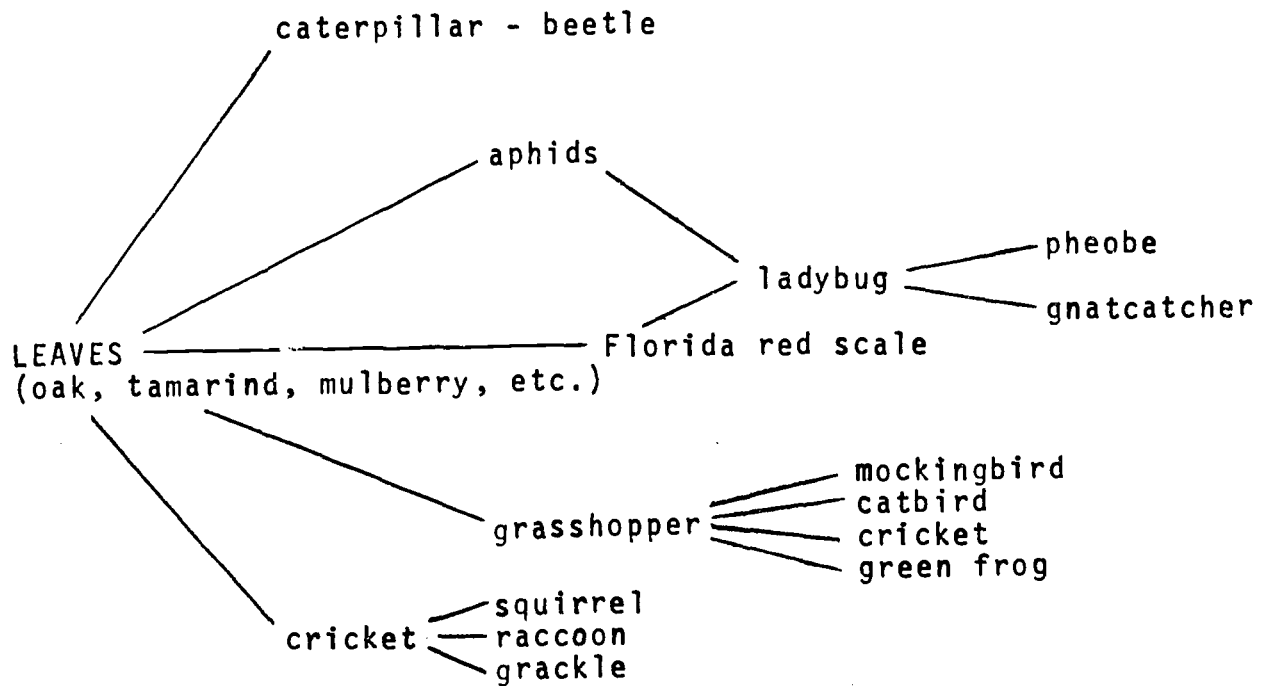 caterpillar - beetle
aphids
pheobe
ladybug
gnatcatcher
LEAVES
Florida red scale
(oak, tamarind, mulberry, etc.)
mockingbird
catbird
grasshopper
cricket
green frog
squirrel
cricket
raccoon
grackle